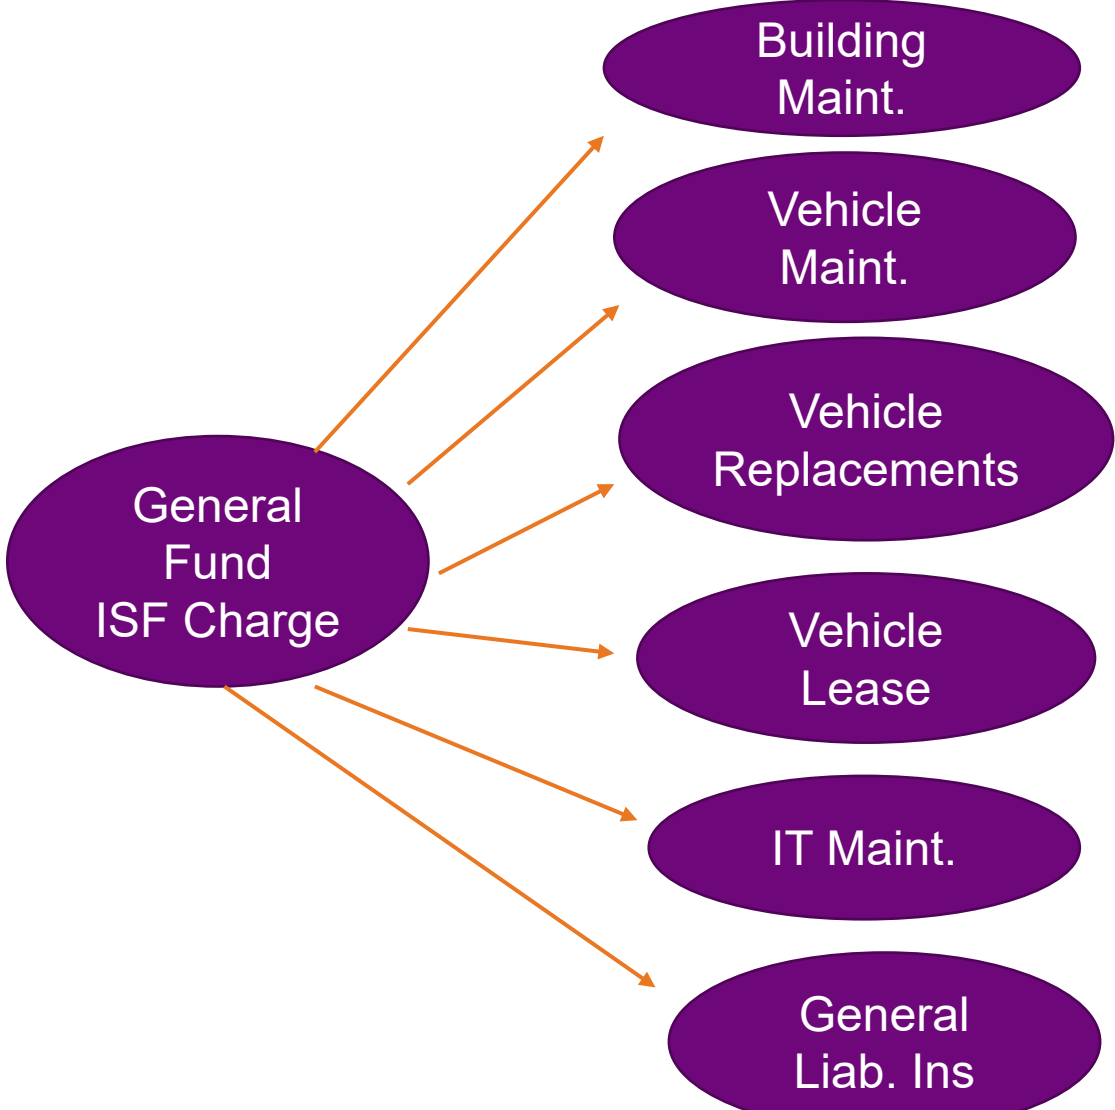 Building
Maint.
Vehicle
Maint.
Vehicle
Replacements
General
Fund
ISF Charge
Vehicle
Lease
IT Maint.
General
Liab. Ins